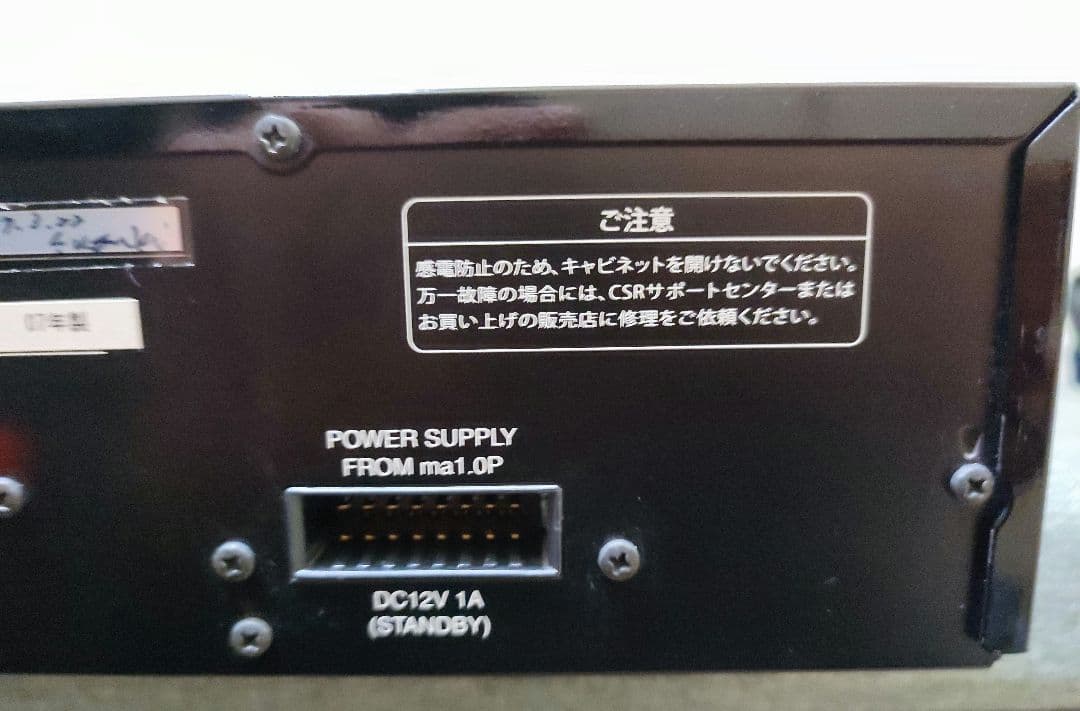 ご注意
感電防止のため、キャビネットを開けないでください。
万一故障の場合には、CSRサポートセンターまたは
お買い上げの販売店に修理をご依頼ください。
07年製
POWER SUPPLY
FROM ma1.0P
DC12V 1A
(STANDBY)